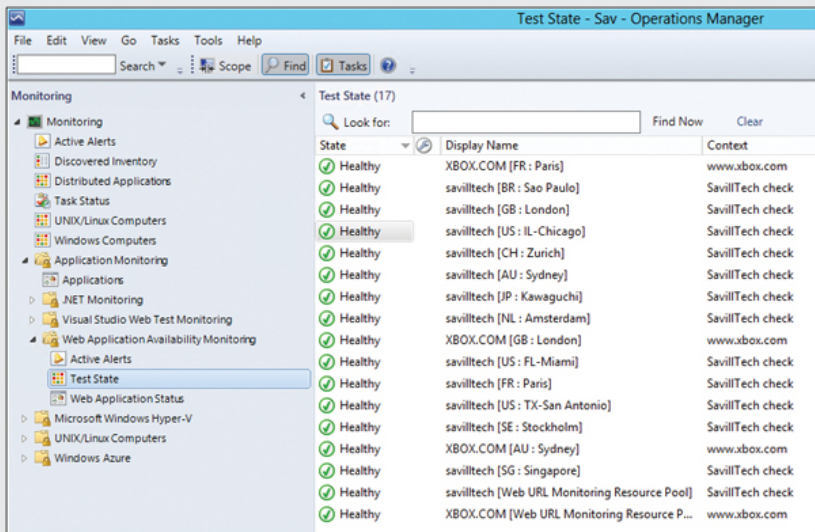 Test State - Sav - Operations Manager
File Edit View Go Tasks Tools Help
Search Scope Find Tasks
Monitoring
Monitoring
Active Alerts
Discovered Inventory
Distributed Applications
Task Status
UNIX/Linux Computers
Windows Computers
Application Monitoring
Applications
.NET Monitoring
Visual Studio Web Test Monitoring
Web Application Availability Monitoring
Active Alerts
Test State
Web Application Status
Microsoft Windows Hyper-V
UNIX/Linux Computers
Windows Azure
Test State (17)
Look for: Find Now Clear
State Display Name Context
Healthy XBOX.COM [FR : Paris] www.xbox.com
Healthy savilltech [BR : Sao Paulo] SavillTech check
Healthy savilltech [GB : London] SavillTech check
Healthy savilltech [US : IL-Chicago] SavillTech check
Healthy savilltech [CH : Zurich] SavillTech check
Healthy savilltech [AU : Sydney] SavillTech check
Healthy savilltech [JP : Kawaguchi] SavillTech check
Healthy savilltech [NL : Amsterdam] SavillTech check
Healthy XBOX.COM [GB : London] www.xbox.com
Healthy savilltech [US : FL-Miami] SavillTech check
Healthy savilltech [FR : Paris] SavillTech check
Healthy savilltech [US : TX-San Antonio] SavillTech check
Healthy savilltech [SE : Stockholm] SavillTech check
Healthy XBOX.COM [AU : Sydney] www.xbox.com
Healthy savilltech [SG : Singapore] SavillTech check
Healthy savilltech [Web URL Monitoring Resource Pool] SavillTech check
Healthy XBOX.COM [Web URL Monitoring Resource P... www.xbox.com